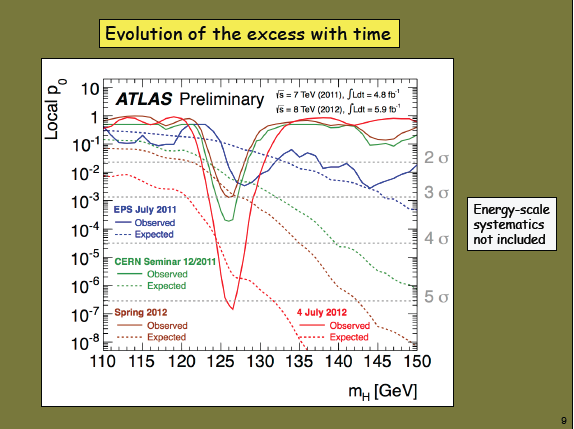 Evolution of the excess with time
Local p0
ATLAS Preliminary
√s = 7 TeV (2011), ∫Ldt = 4.8 fb-1
√s = 8 TeV (2012), ∫Ldt = 5.9 fb-1
10
1
10-1
10-2
10-3
10-4
10-5
10-6
10-7
10-8
2 σ
3 σ
4 σ
5 σ
EPS July 2011
Observed
Expected
CERN Seminar 12/2011
Observed
Expected
Spring 2012
Observed
Expected
4 July 2012
Observed
Expected
110 115 120 125 130 135 140 145 150
mH [GeV]
Energy-scale
systematics
not included
9